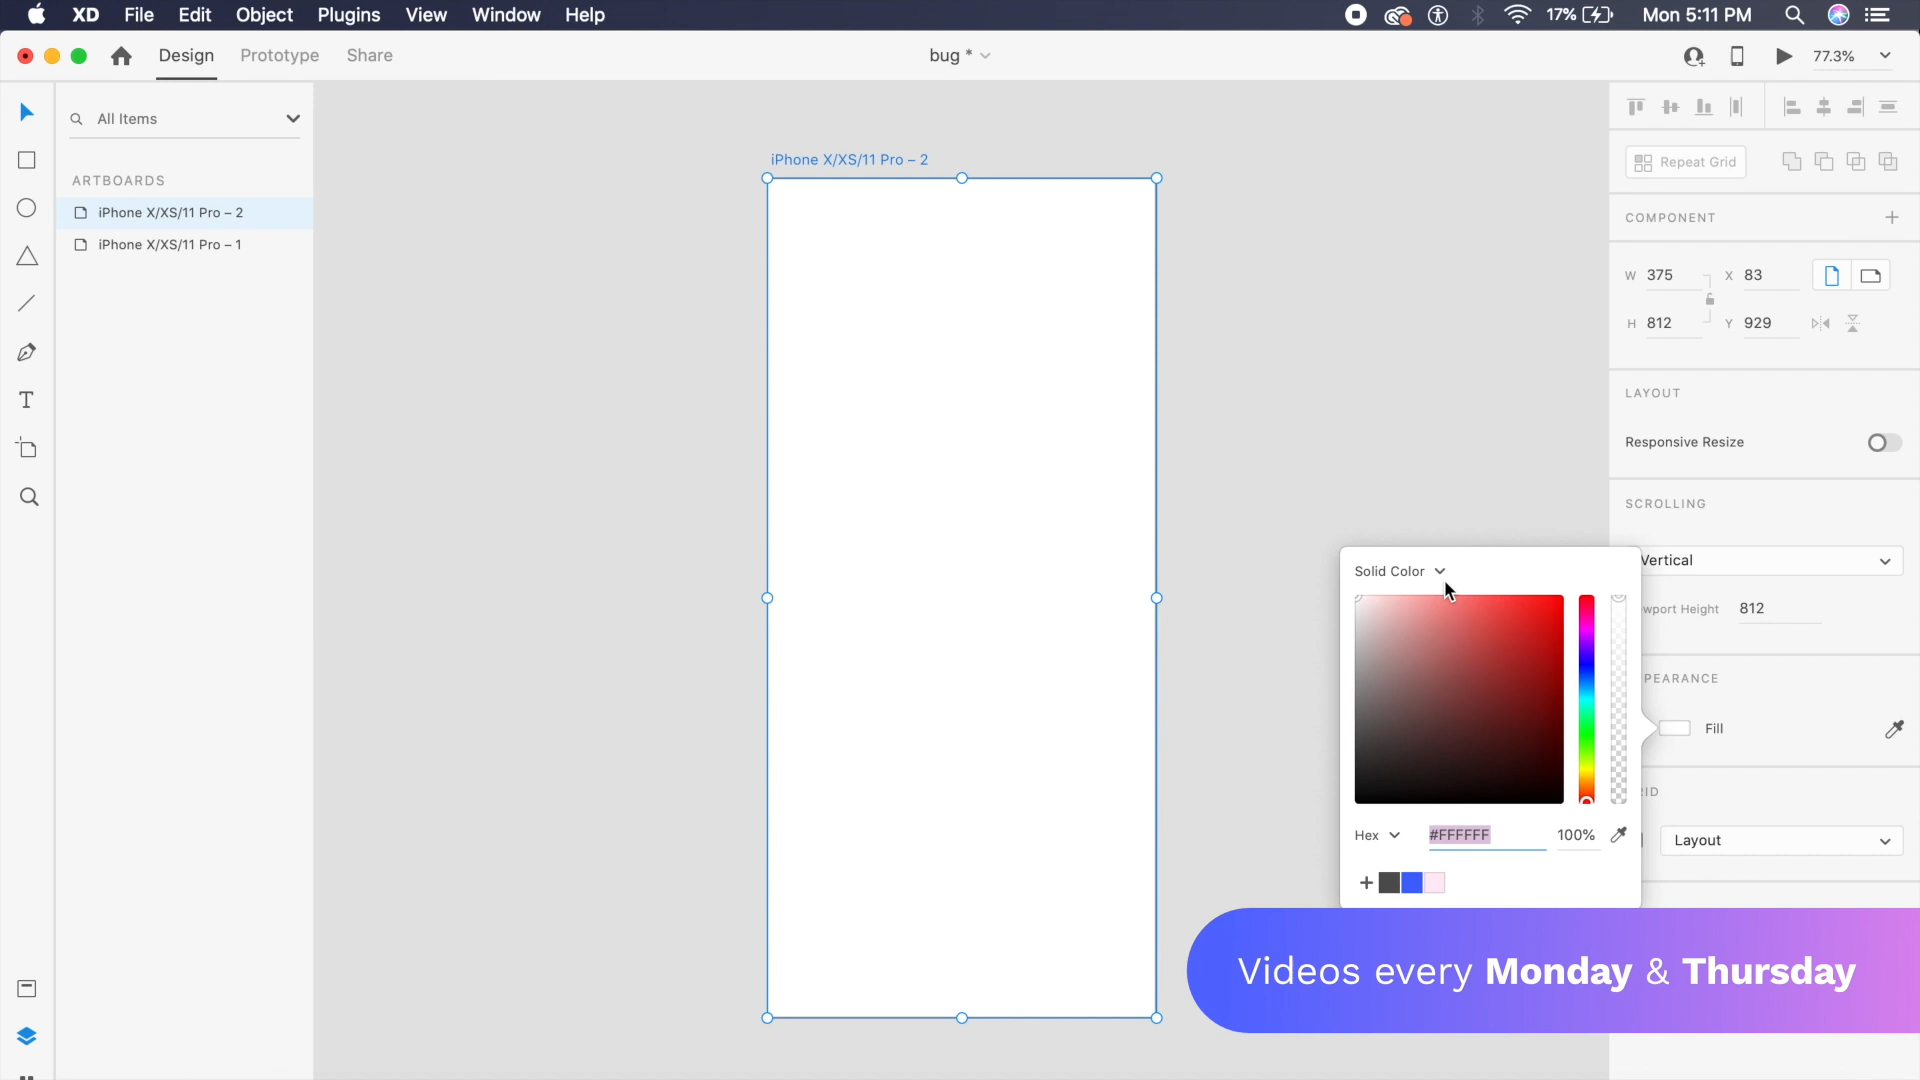 XD File Edit Object Plugins View Window Help 17% Mon 5:11 PM
Design Prototype Share bug * 77.3%
All Items
ARTBOARDS
iPhone X/XS/11 Pro – 2
iPhone X/XS/11 Pro – 1
iPhone X/XS/11 Pro – 2
Repeat Grid
COMPONENT
W 375 X 83
H 812 Y 929
LAYOUT
Responsive Resize
SCROLLING
Vertical
wport Height 812
PEARANCE
Fill
ID
Layout
Solid Color
Hex #FFFFFF 100%
Videos every Monday & Thursday